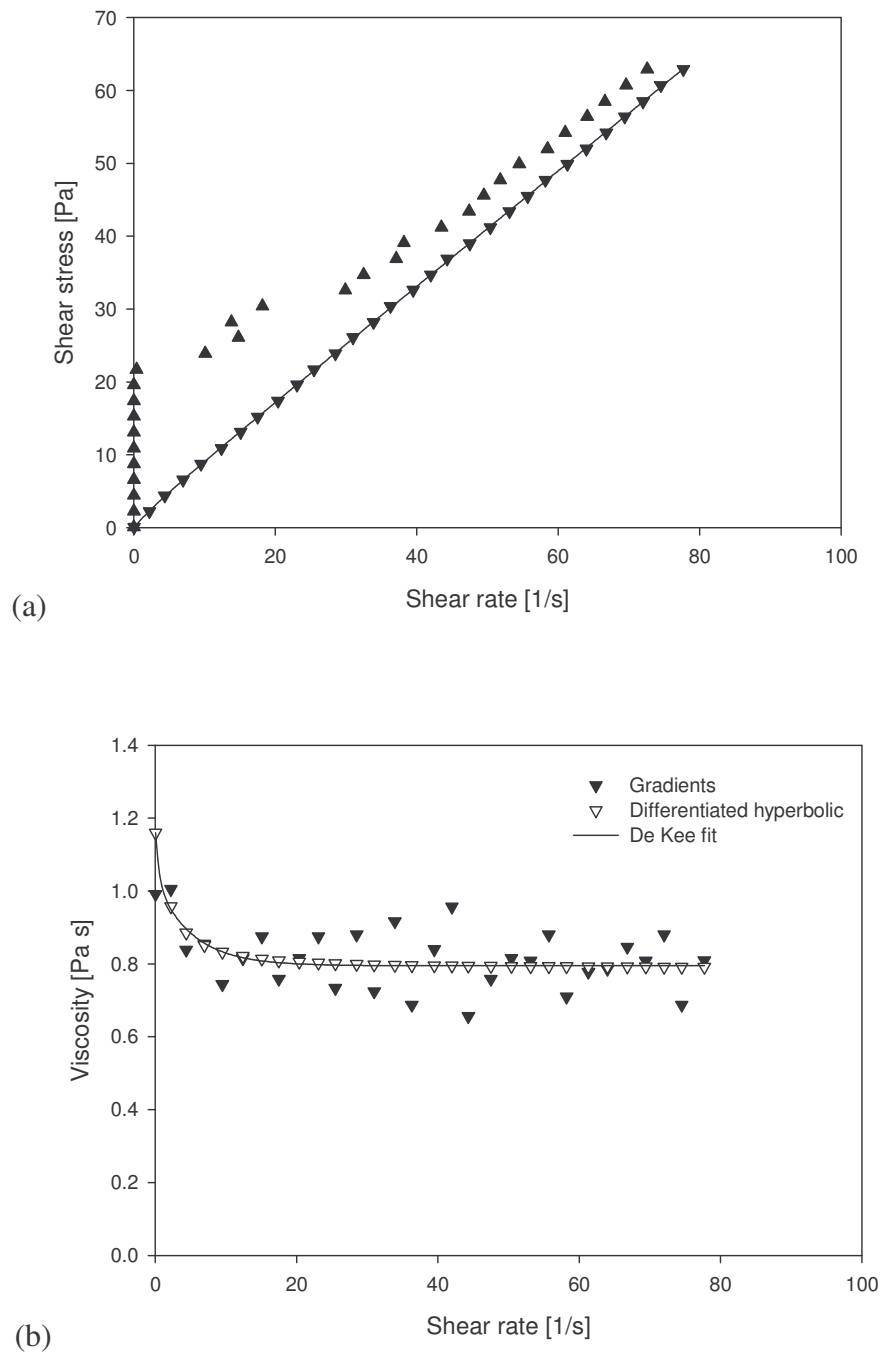 70
60
50
40
30
20
10
0
Shear stress [Pa]
0 20 40 60 80 100
Shear rate [1/s]
(a)
1.4
1.2
1.0
0.8
0.6
0.4
0.2
0.0
Viscosity [Pa s]
Gradients
Differentiated hyperbolic
De Kee fit
0 20 40 60 80 100
Shear rate [1/s]
(b)